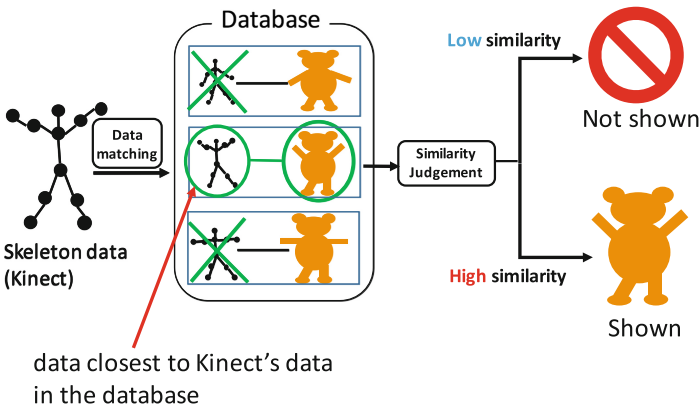 Database
Low similarity
Data
matching
Similarity
Judgement
Not shown
Skeleton data
(Kinect)
High similarity
Shown
data closest to Kinect’s data
in the database